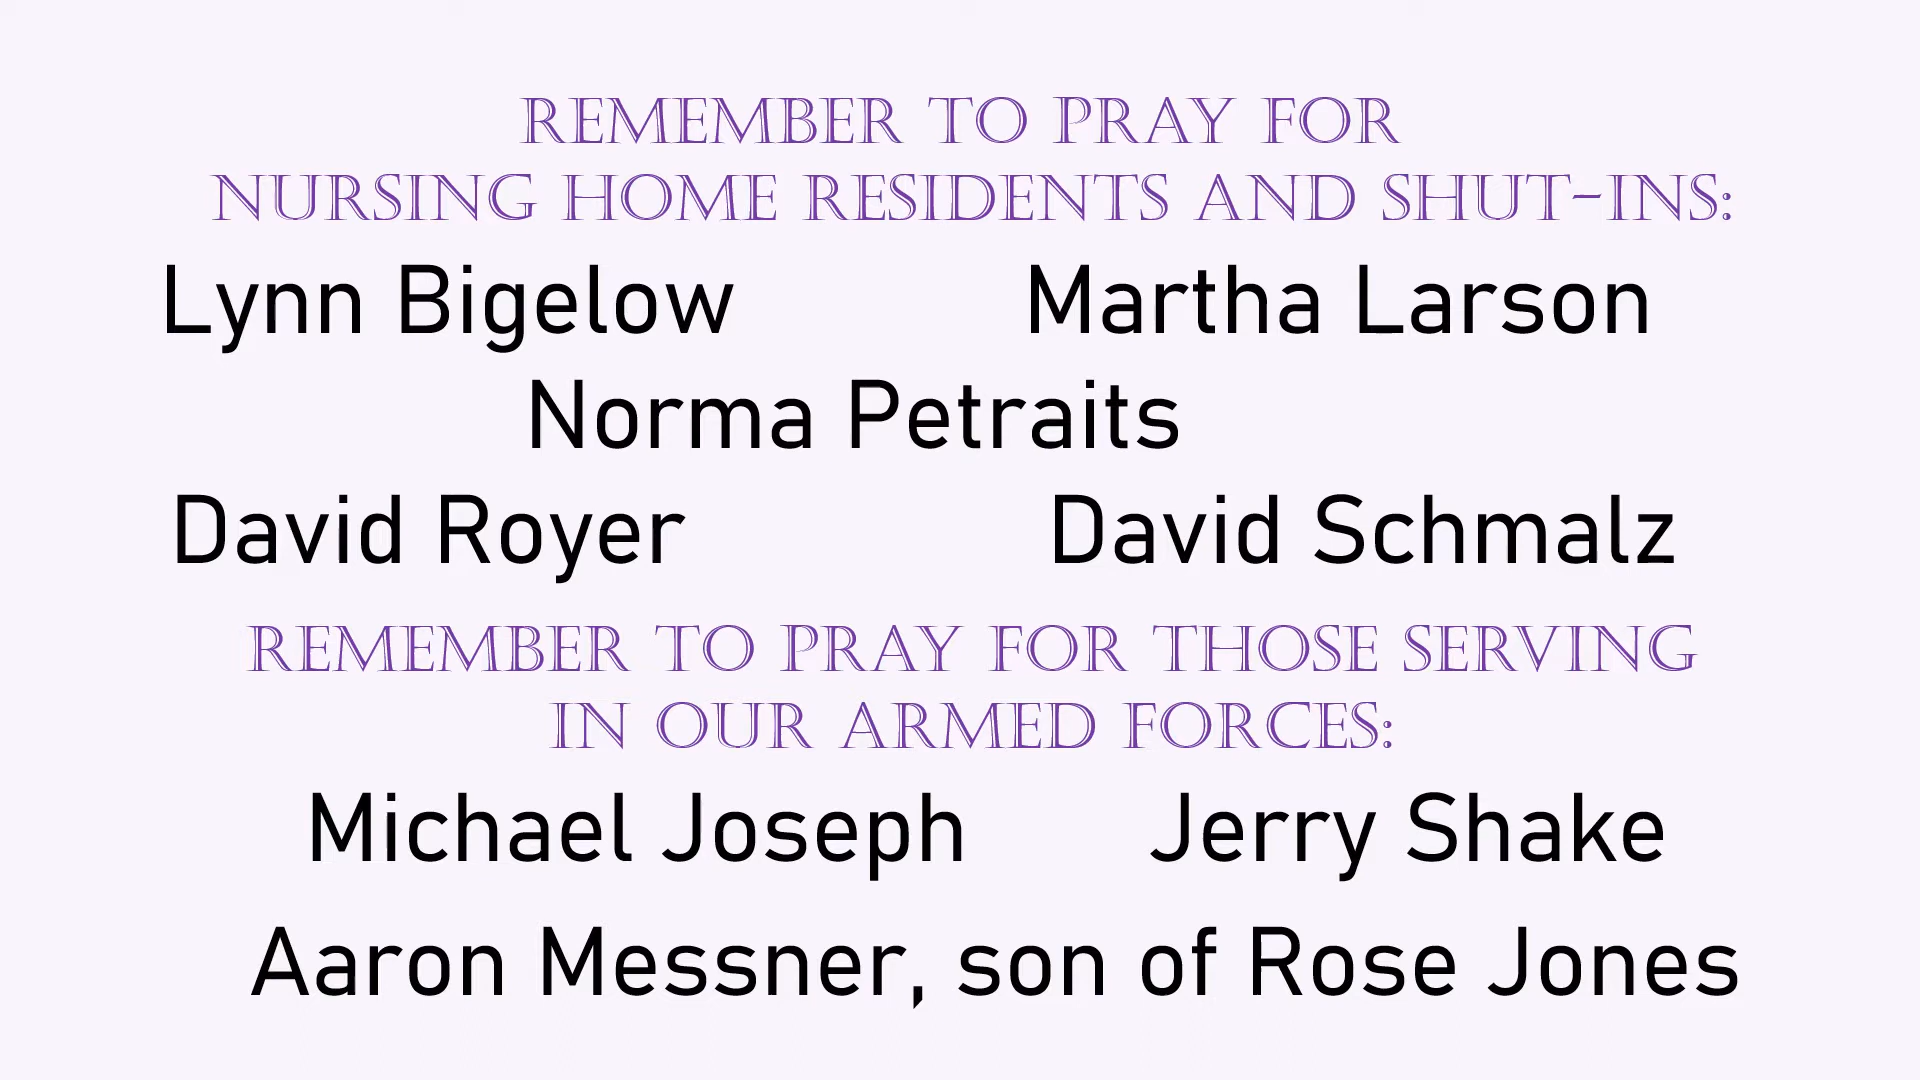 REMEMBER TO PRAY FOR
NURSING HOME RESIDENTS AND SHUT-INS:
Lynn Bigelow Martha Larson
Norma Petraits
David Royer David Schmalz
REMEMBER TO PRAY FOR THOSE SERVING
IN OUR ARMED FORCES:
Michael Joseph Jerry Shake
Aaron Messner, son of Rose Jones